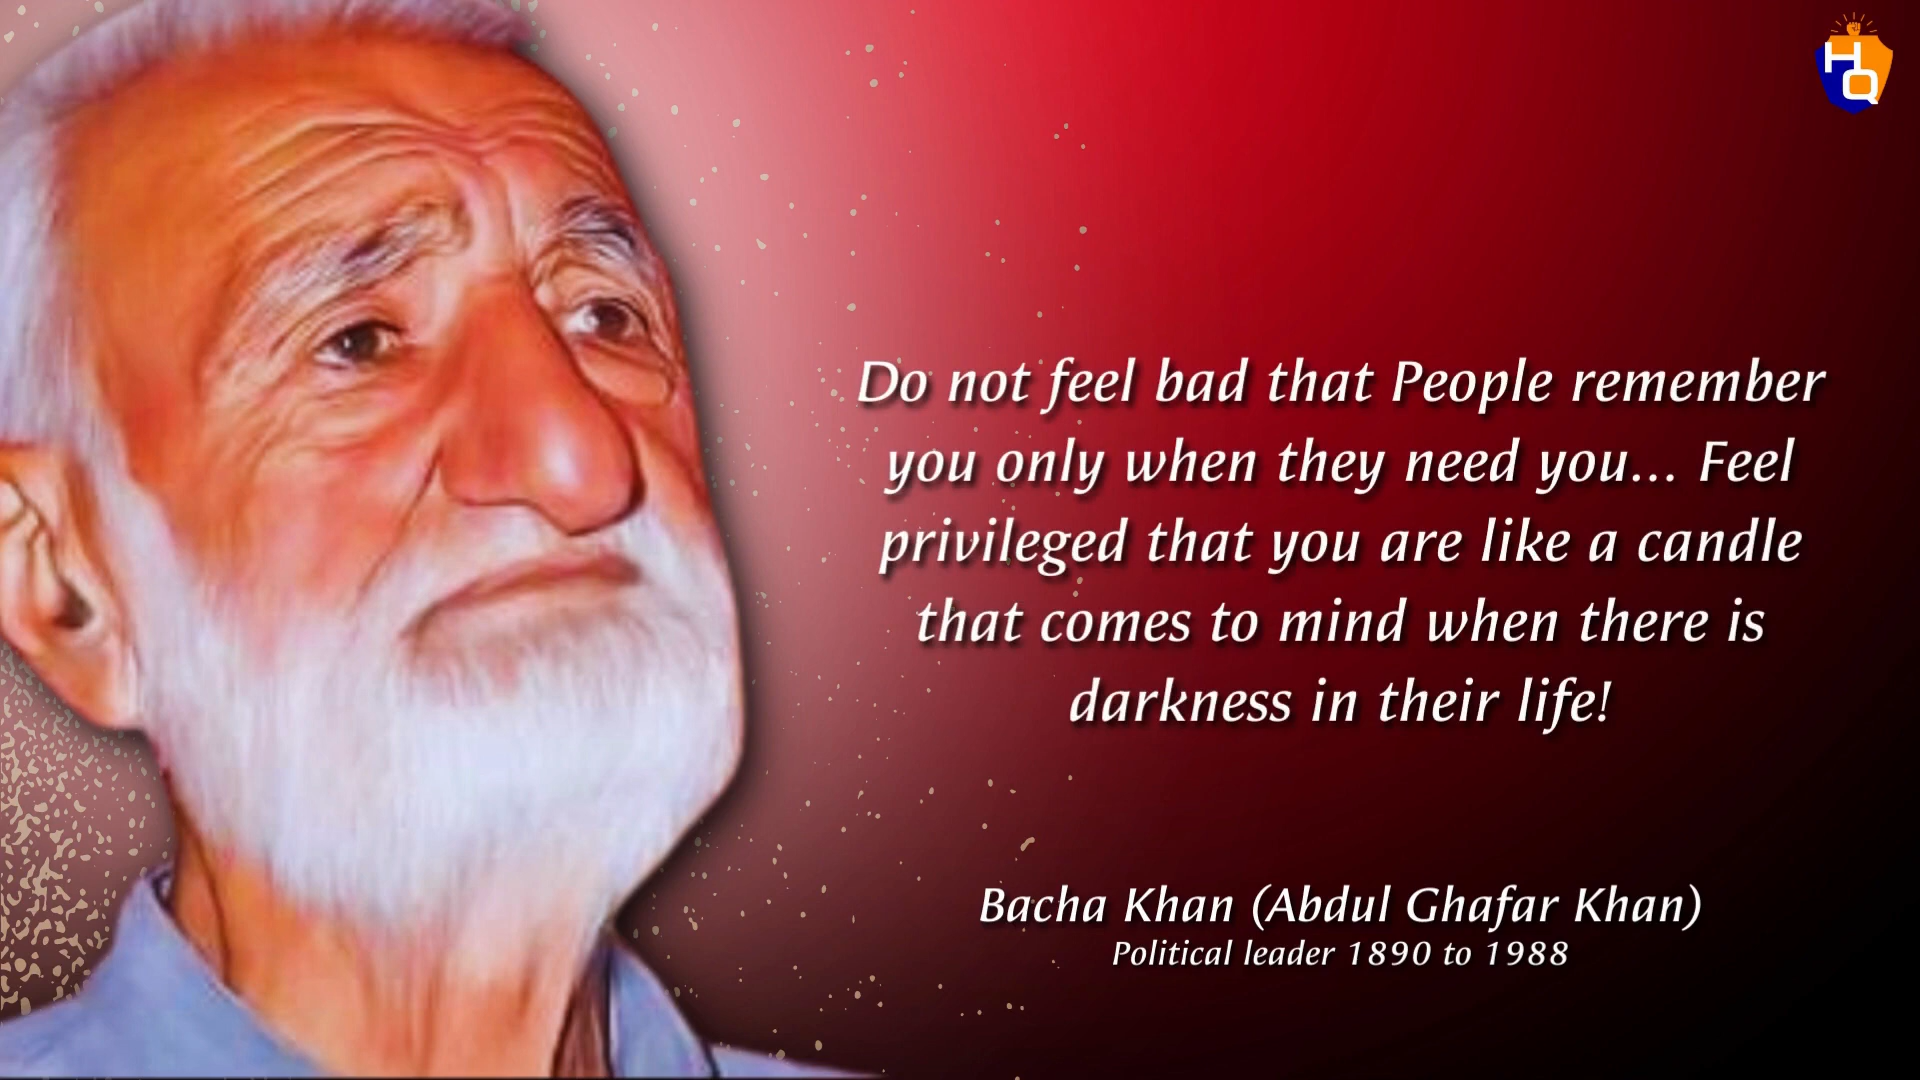 HQ
Do not feel bad that People remember
you only when they need you... Feel
privileged that you are like a candle
that comes to mind when there is
darkness in their life!
Bacha Khan (Abdul Ghafar Khan)
Political leader 1890 to 1988